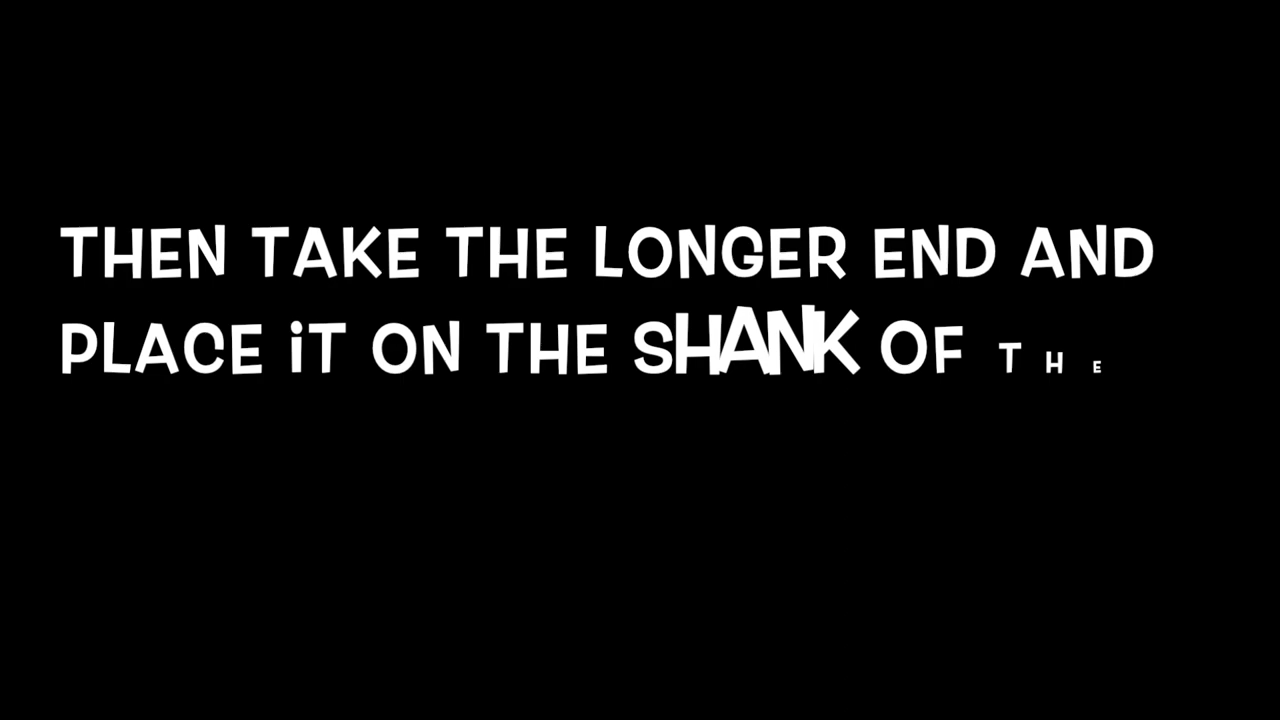 THEN TAKE THE LONGER END AND
PLACE iT ON THE SHANK OF THE